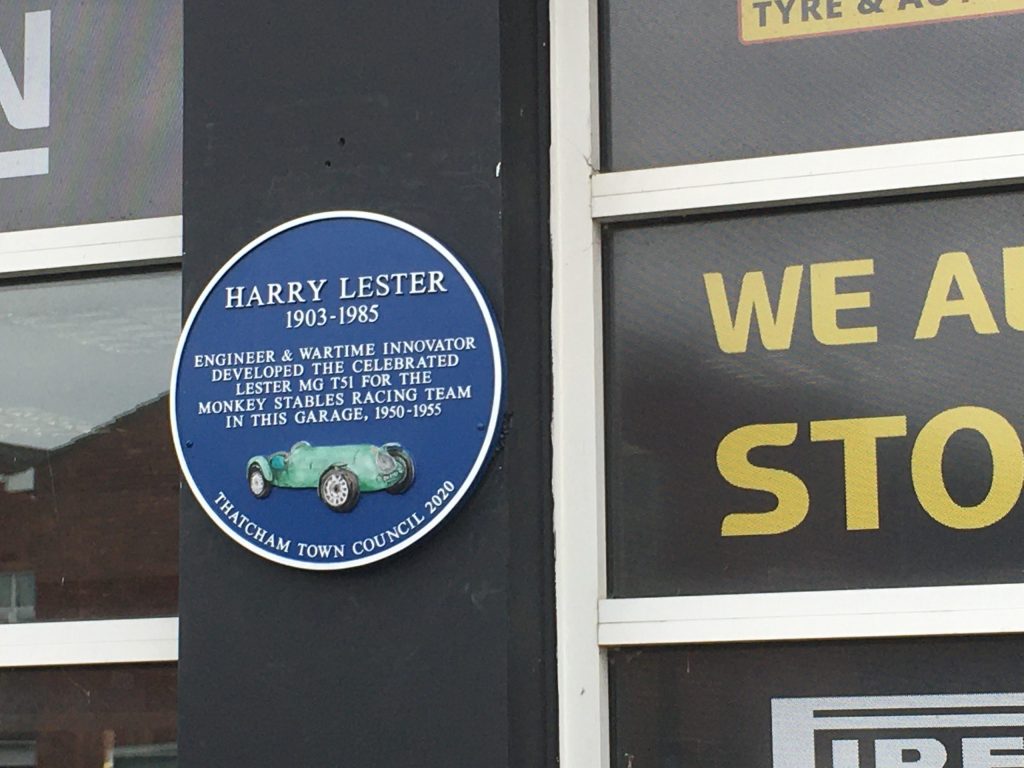 N
HARRY LESTER
1903-1985
ENGINEER & WARTIME INNOVATOR
DEVELOPED THE CELEBRATED
LESTER MG T51 FOR THE
MONKEY STABLES RACING TEAM
IN THIS GARAGE, 1950-1955
THATCHAM TOWN COUNCIL 2020
TYRE &
WE
STO